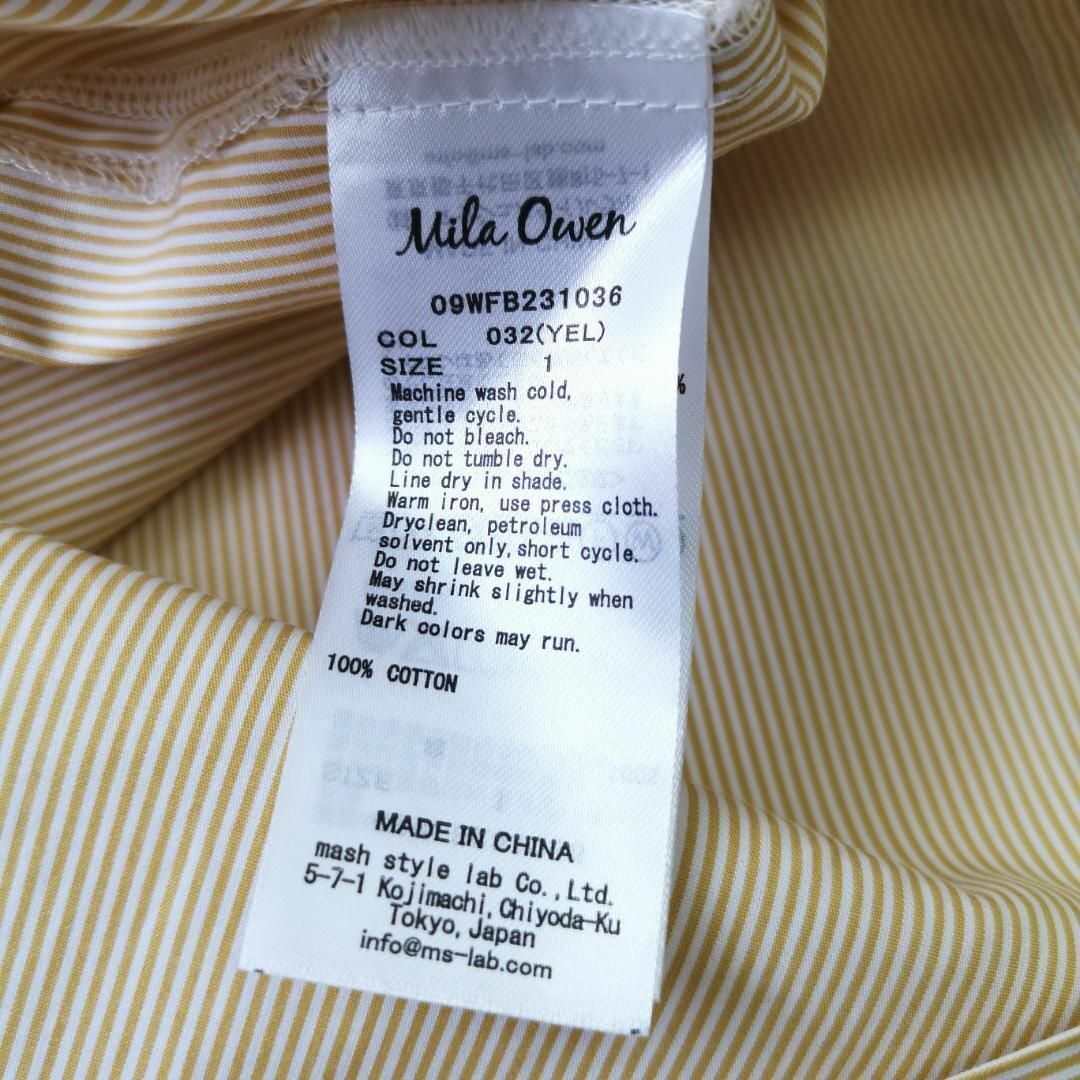 Mila Owen
09WFB231036
COL 032(YEL)
SIZE 1
Machine wash cold,
gentle cycle.
Do not bleach.
Do not tumble dry.
Line dry in shade.
Warm iron, use press cloth.
Dryclean, petroleum
solvent only, short cycle.
Do not leave wet.
May shrink slightly when
washed.
Dark colors may run.
100% COTTON
MADE IN CHINA
mash style lab Co.,Ltd.
5-7-1 Kojimachi,Chiyoda-Ku
Tokyo,Japan
info@ms-lab.com
%